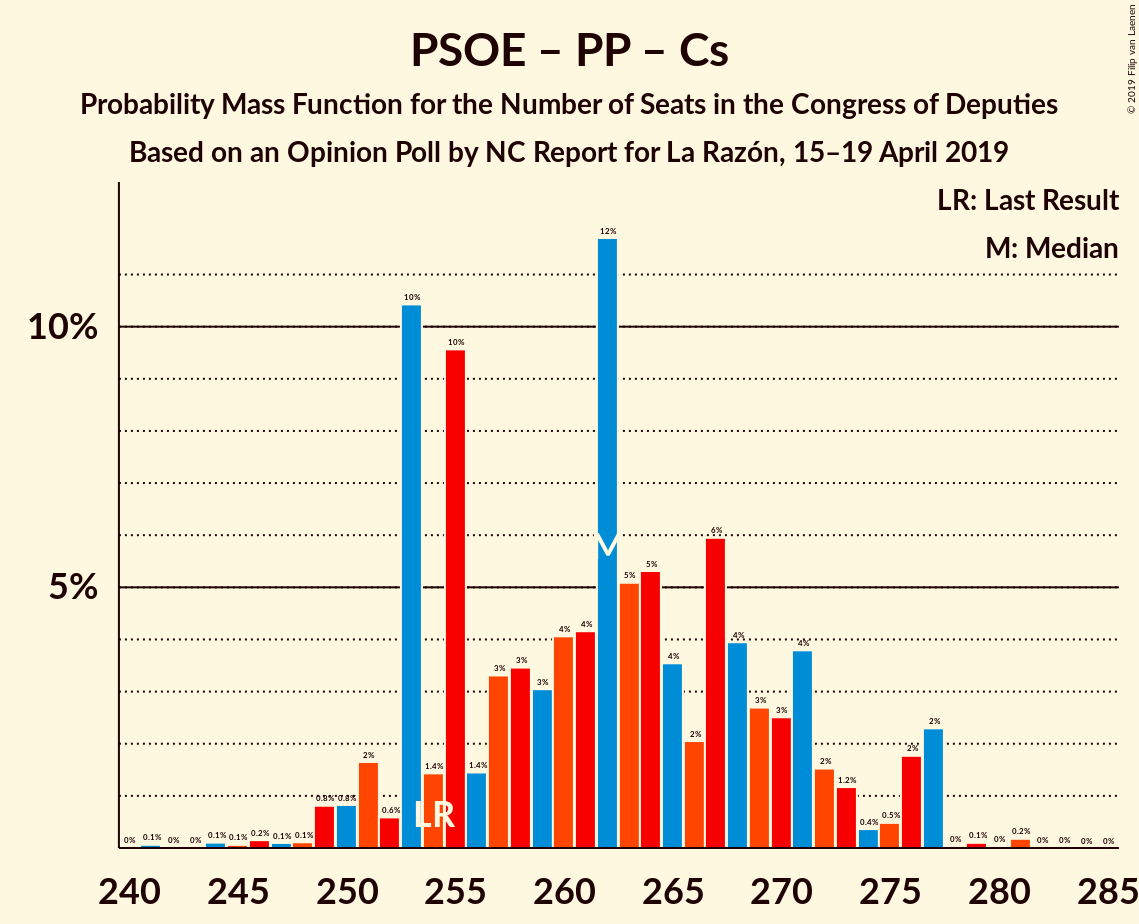 PSOE – PP – Cs
Probability Mass Function for the Number of Seats in the Congress of Deputies
Based on an Opinion Poll by NC Report for La Razón, 15–19 April 2019
© 2019 Filip van Laenen
LR: Last Result
M: Median
10%
5%
0% 0.1% 0% 0% 0.1% 0.1% 0.2% 0.1% 0.1% 0.8% 0.8% 2% 0.6% 10% 1.4% 10% 1.4% 3% 3% 3% 4% 4% 12% 5% 5% 4% 2% 6% 4% 3% 3% 4% 2% 1.2% 0.4% 0.5% 2% 2% 0% 0.1% 0% 0.2% 0% 0% 0% 0%
M
LR
240 245 250 255 260 265 270 275 280 285